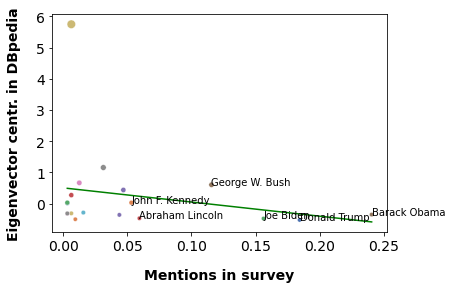 Eigenvector centr. in DBpedia
6
5
4
3
2
1
0
George W. Bush
John F. Kennedy
Abraham Lincoln
Joe Biden
Donald Trump
Barack Obama
0.00 0.05 0.10 0.15 0.20 0.25
Mentions in survey